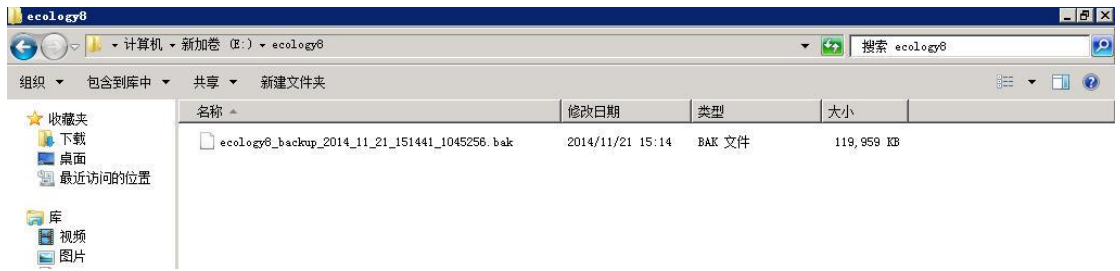 ecology8
计算机 新加卷 (E:) ecology8
搜索 ecology8
组织 包含到库中 共享 新建文件夹
名称 修改日期 类型 大小
收藏夹
下载
桌面
最近访问的位置
库
视频
图片
ecology8_backup_2014_11_21_151441_1045256.bak 2014/11/21 15:14 BAK 文件 119,959 KB